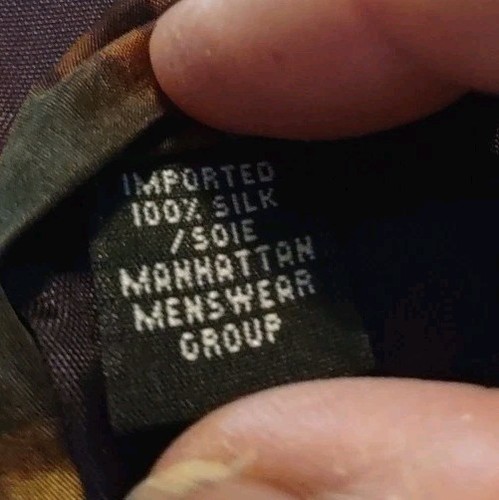 IMPORTED
100% SILK
/SOIE
MANHATTAN
MENSWEAR
GROUP